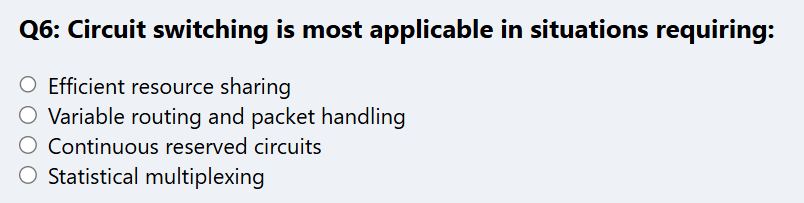 Q6: Circuit switching is most applicable in situations requiring:
Efficient resource sharing
Variable routing and packet handling
Continuous reserved circuits
Statistical multiplexing